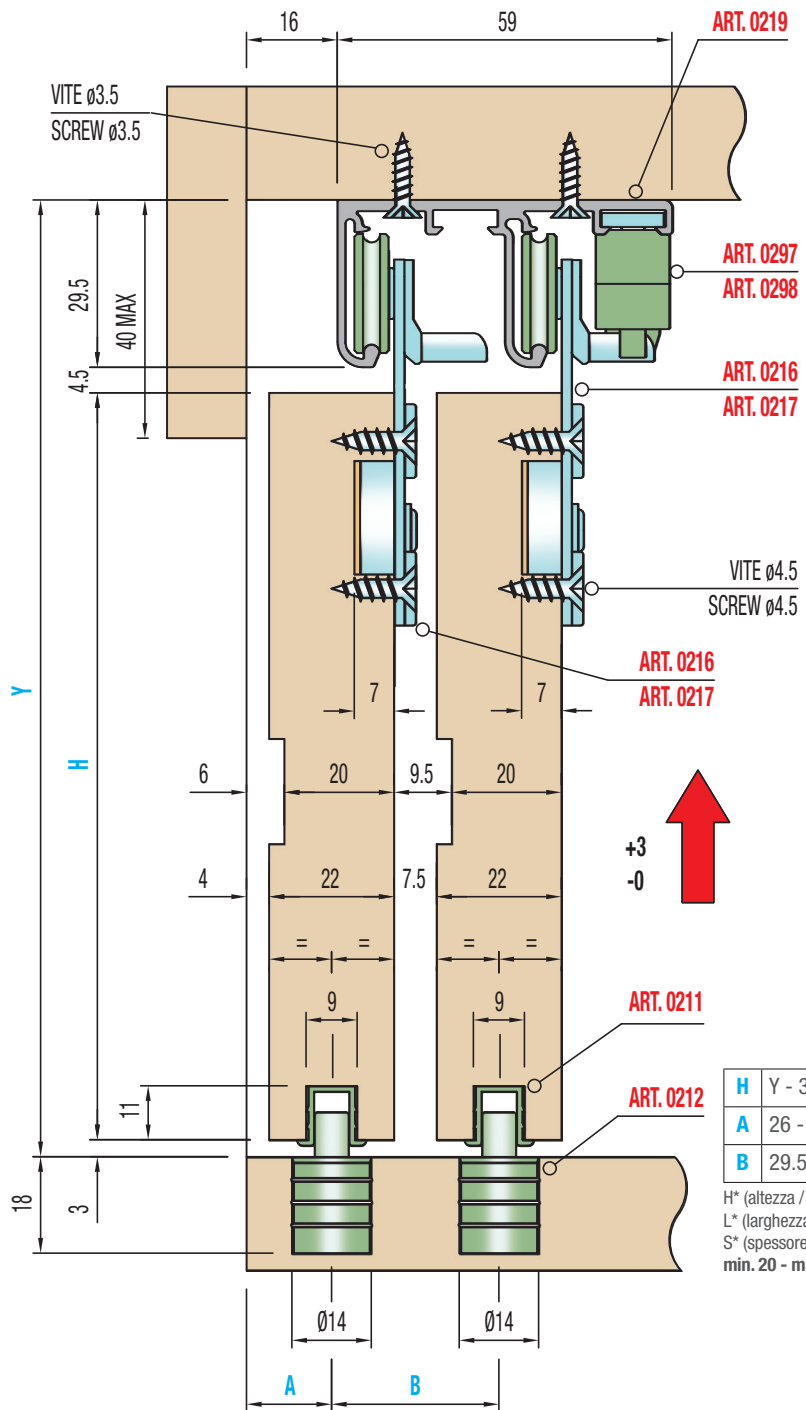 16
59
ART. 0219
VITE ø3.5
SCREW ø3.5
29.5
40 MAX
4.5
ART. 0297
ART. 0298
ART. 0216
ART. 0217
VITE ø4.5
SCREW ø4.5
ART. 0216
ART. 0217
Y
H
7
7
6
20
9.5
20
+3
-0
4
22
7.5
22
=
=
=
=
9
9
ART. 0211
11
ART. 0212
H Y - 3
A 26 -
B 29.5
H* (altezza /
L* (larghezza
S* (spessore
min. 20 - m
18
3
Ø14
Ø14
A
B